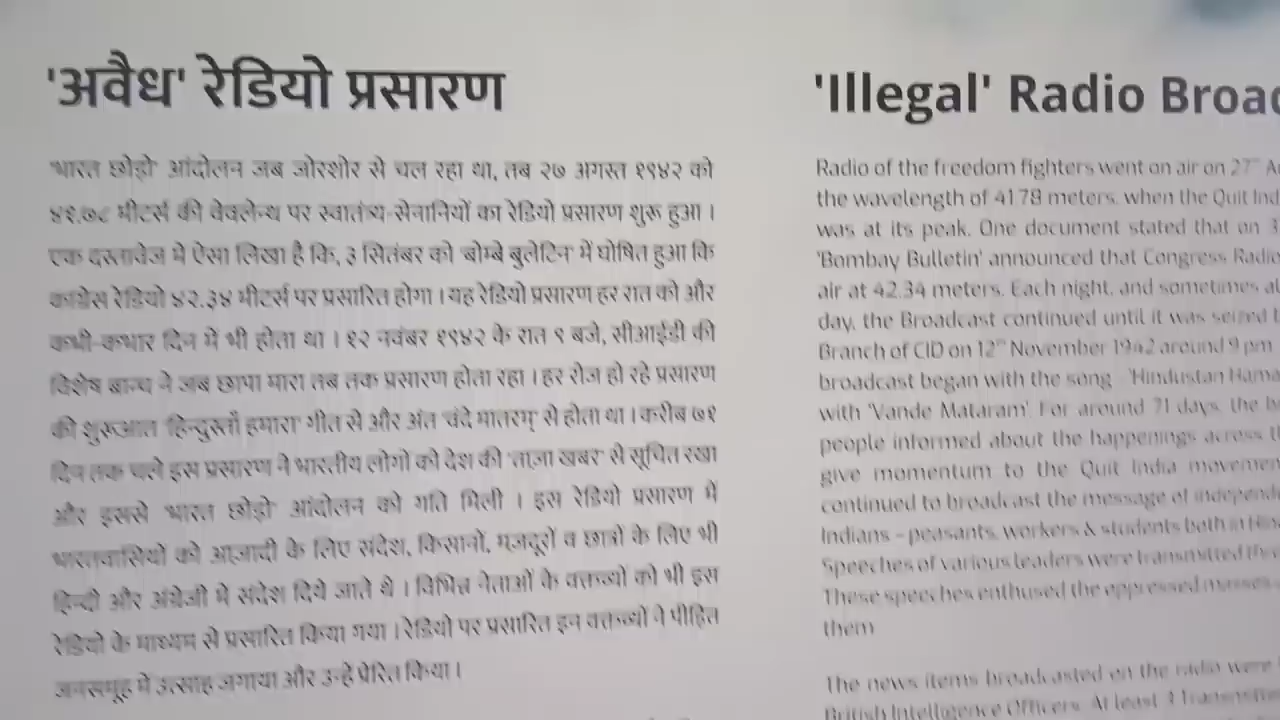 'अवैध' रेडियो प्रसारण
'भारत छोड़ो' आंदोलन जब जोरशोर से चल रहा था, तब २७ अगस्त १९४२ को
४१.७८ मीटर्स की वेवलेन्थ पर स्वातंत्र्य-सेनानियों का रेडियो प्रसारण शुरू हुआ ।
एक दस्तावेज में ऐसा लिखा है कि, ३ सितंबर को 'बोम्बे बुलेटिन' में घोषित हुआ कि
कांग्रेस रेडियो ४२.३४ मीटर्स पर प्रसारित होगा । यह रेडियो प्रसारण हर रात को और
कभी-कभार दिन में भी होता था । १२ नवंबर १९४२ के रात ९ बजे, सीआईडी की
विशेष ब्रान्च ने जब छापा मारा तब तक प्रसारण होता रहा । हर रोज हो रहे प्रसारण
की शुरूआत 'हिन्दुस्ताँ हमारा' गीत से और अंत 'वंदे मातरम्' से होता था । करीब ७१
दिन तक चले इस प्रसारण ने भारतीय लोगों को देश की 'ताज़ा खबर' से सूचित रखा
और इससे 'भारत छोड़ो' आंदोलन को गति मिली । इस रेडियो प्रसारण में
भारतवासियों को आज़ादी के लिए संदेश, किसानों, मजदूरों व छात्रों के लिए भी
हिन्दी और अंग्रेजी में संदेश दिये जाते थे । विभिन्न नेताओं के वक्तव्यों को भी इस
रेडियो के माध्यम से प्रसारित किया गया । रेडियो पर प्रसारित इन वक्तव्यों ने पीड़ित
जनसमूह में उत्साह जगाया और उन्हें प्रेरित किया ।
'Illegal' Radio Broad
Radio of the freedom fighters went on air on 27th
the wavelength of 41.78 meters, when the Quit Ind
was at its peak. One document stated that on 3
'Bombay Bulletin' announced that Congress Radio
air at 42.34 meters. Each night, and sometimes
day, the Broadcast continued until it was seized
Branch of CID on 12th November 1942 around 9 pm
broadcast began with the song - 'Hindustan Hama
with 'Vande Mataram'. For around 71 days, the
people informed about the happenings across
give momentum to the Quit India movemen
continued to broadcast the message of independ
Indians - peasants, workers & students both in Hin
Speeches of various leaders were transmitted
These speeches enthused the oppressed masses
them
The news items broadcasted on the radio were
British Intelligence Officers. At least